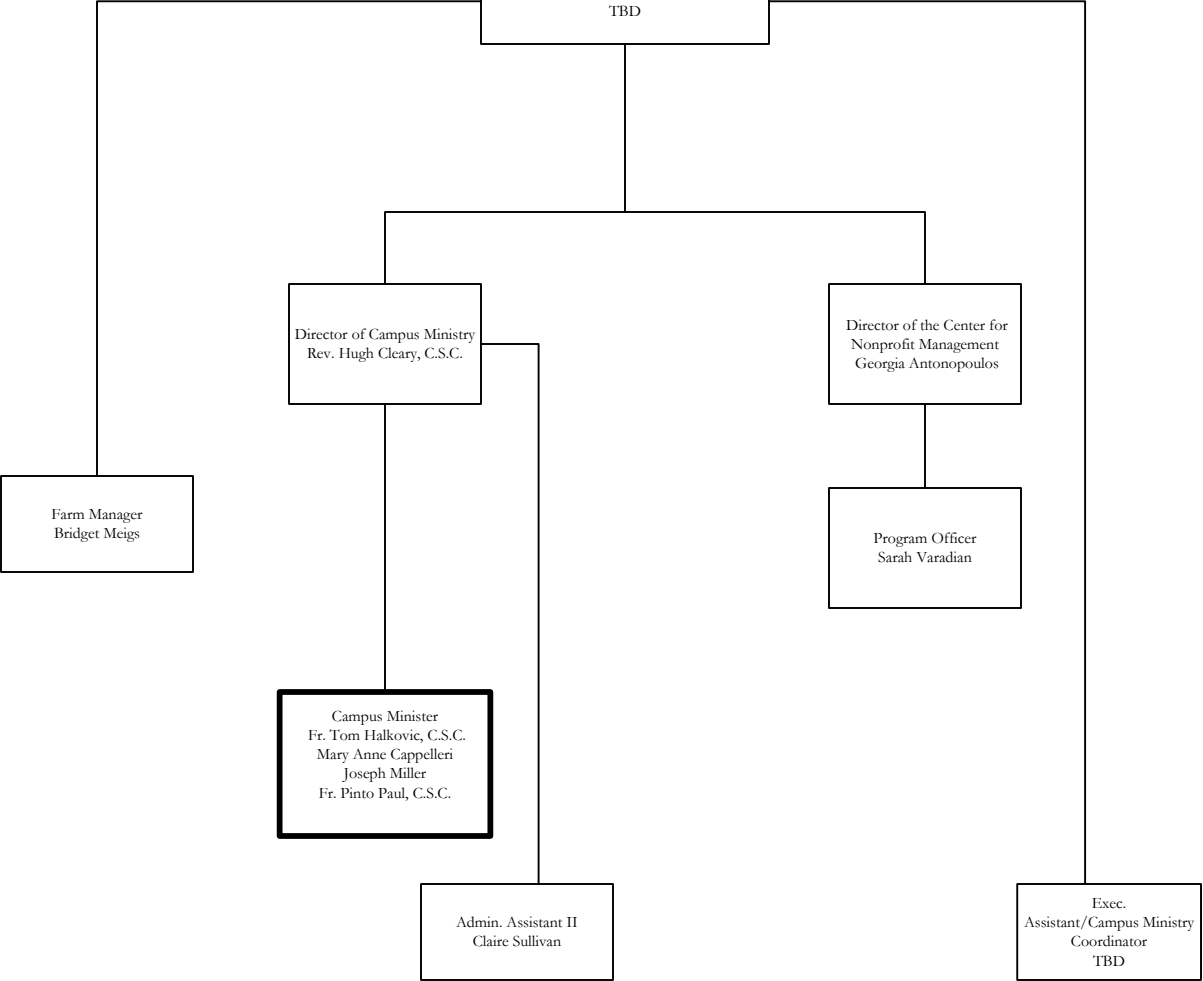 TBD
Director of Campus Ministry
Rev. Hugh Cleary, C.S.C.
Director of the Center for
Nonprofit Management
Georgia Antonopoulos
Farm Manager
Bridget Meigs
Program Officer
Sarah Varadian
Campus Minister
Fr. Tom Halkovic, C.S.C.
Mary Anne Cappelleri
Joseph Miller
Fr. Pinto Paul, C.S.C.
Admin. Assistant II
Claire Sullivan
Exec.
Assistant/Campus Ministry
Coordinator
TBD